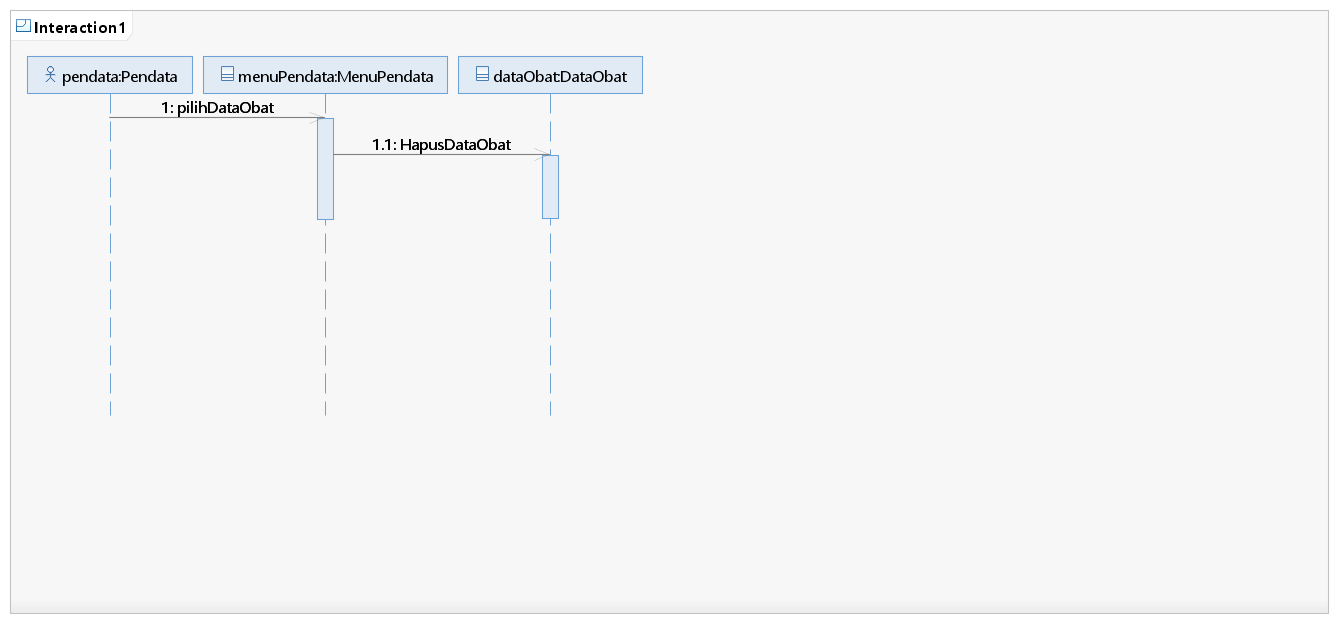 Interaction1
pendata:Pendata
menuPendata:MenuPendata
dataObat:DataObat
1: pilihDataObat
1.1: HapusDataObat